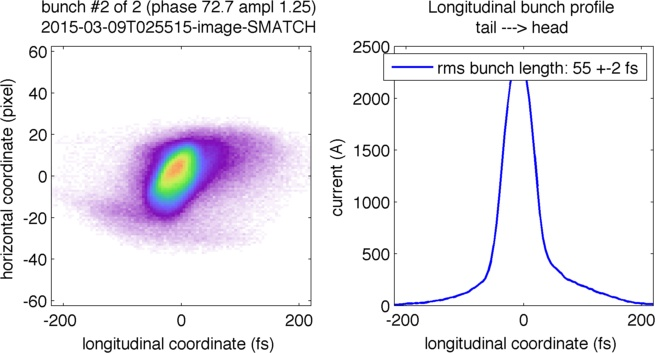 bunch #2 of 2 (phase 72.7 ampl 1.25)
2015-03-09T025515-image-SMATCH
60
40
20
0
-20
-40
-60
horizontal coordinate (pixel)
-200
0
200
longitudinal coordinate (fs)
Longitudinal bunch profile
tail ---> head
rms bunch length: 55 +-2 fs
2500
2000
1500
1000
500
0
current (A)
-200
0
200
longitudinal coordinate (fs)